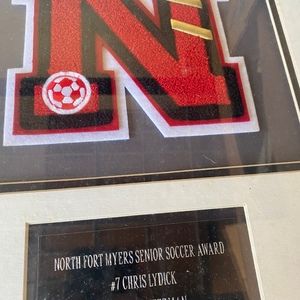 N
NORTH FORT MYERS SENIOR SOCCER AWARD
#7 CHRIS LYDICK